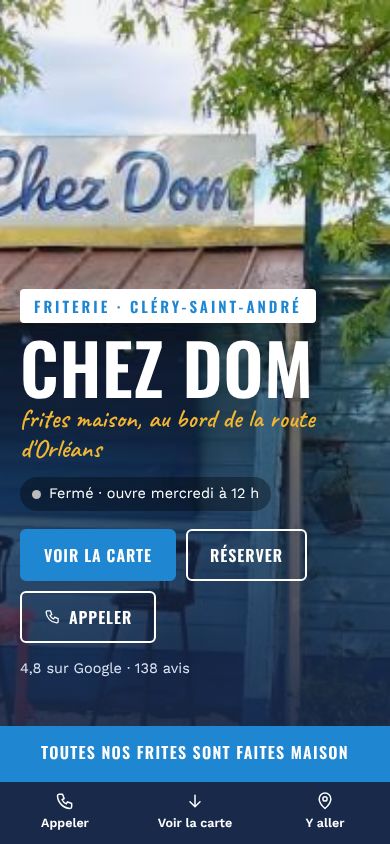 Chez Dom
FRITERIE · CLÉRY-SAINT-ANDRÉ
CHEZ DOM
frites maison, au bord de la route
d'Orléans
Fermé · ouvre mercredi à 12 h
VOIR LA CARTE
RÉSERVER
APPELER
4,8 sur Google · 138 avis
TOUTES NOS FRITES SONT FAITES MAISON
Appeler
Voir la carte
Y aller